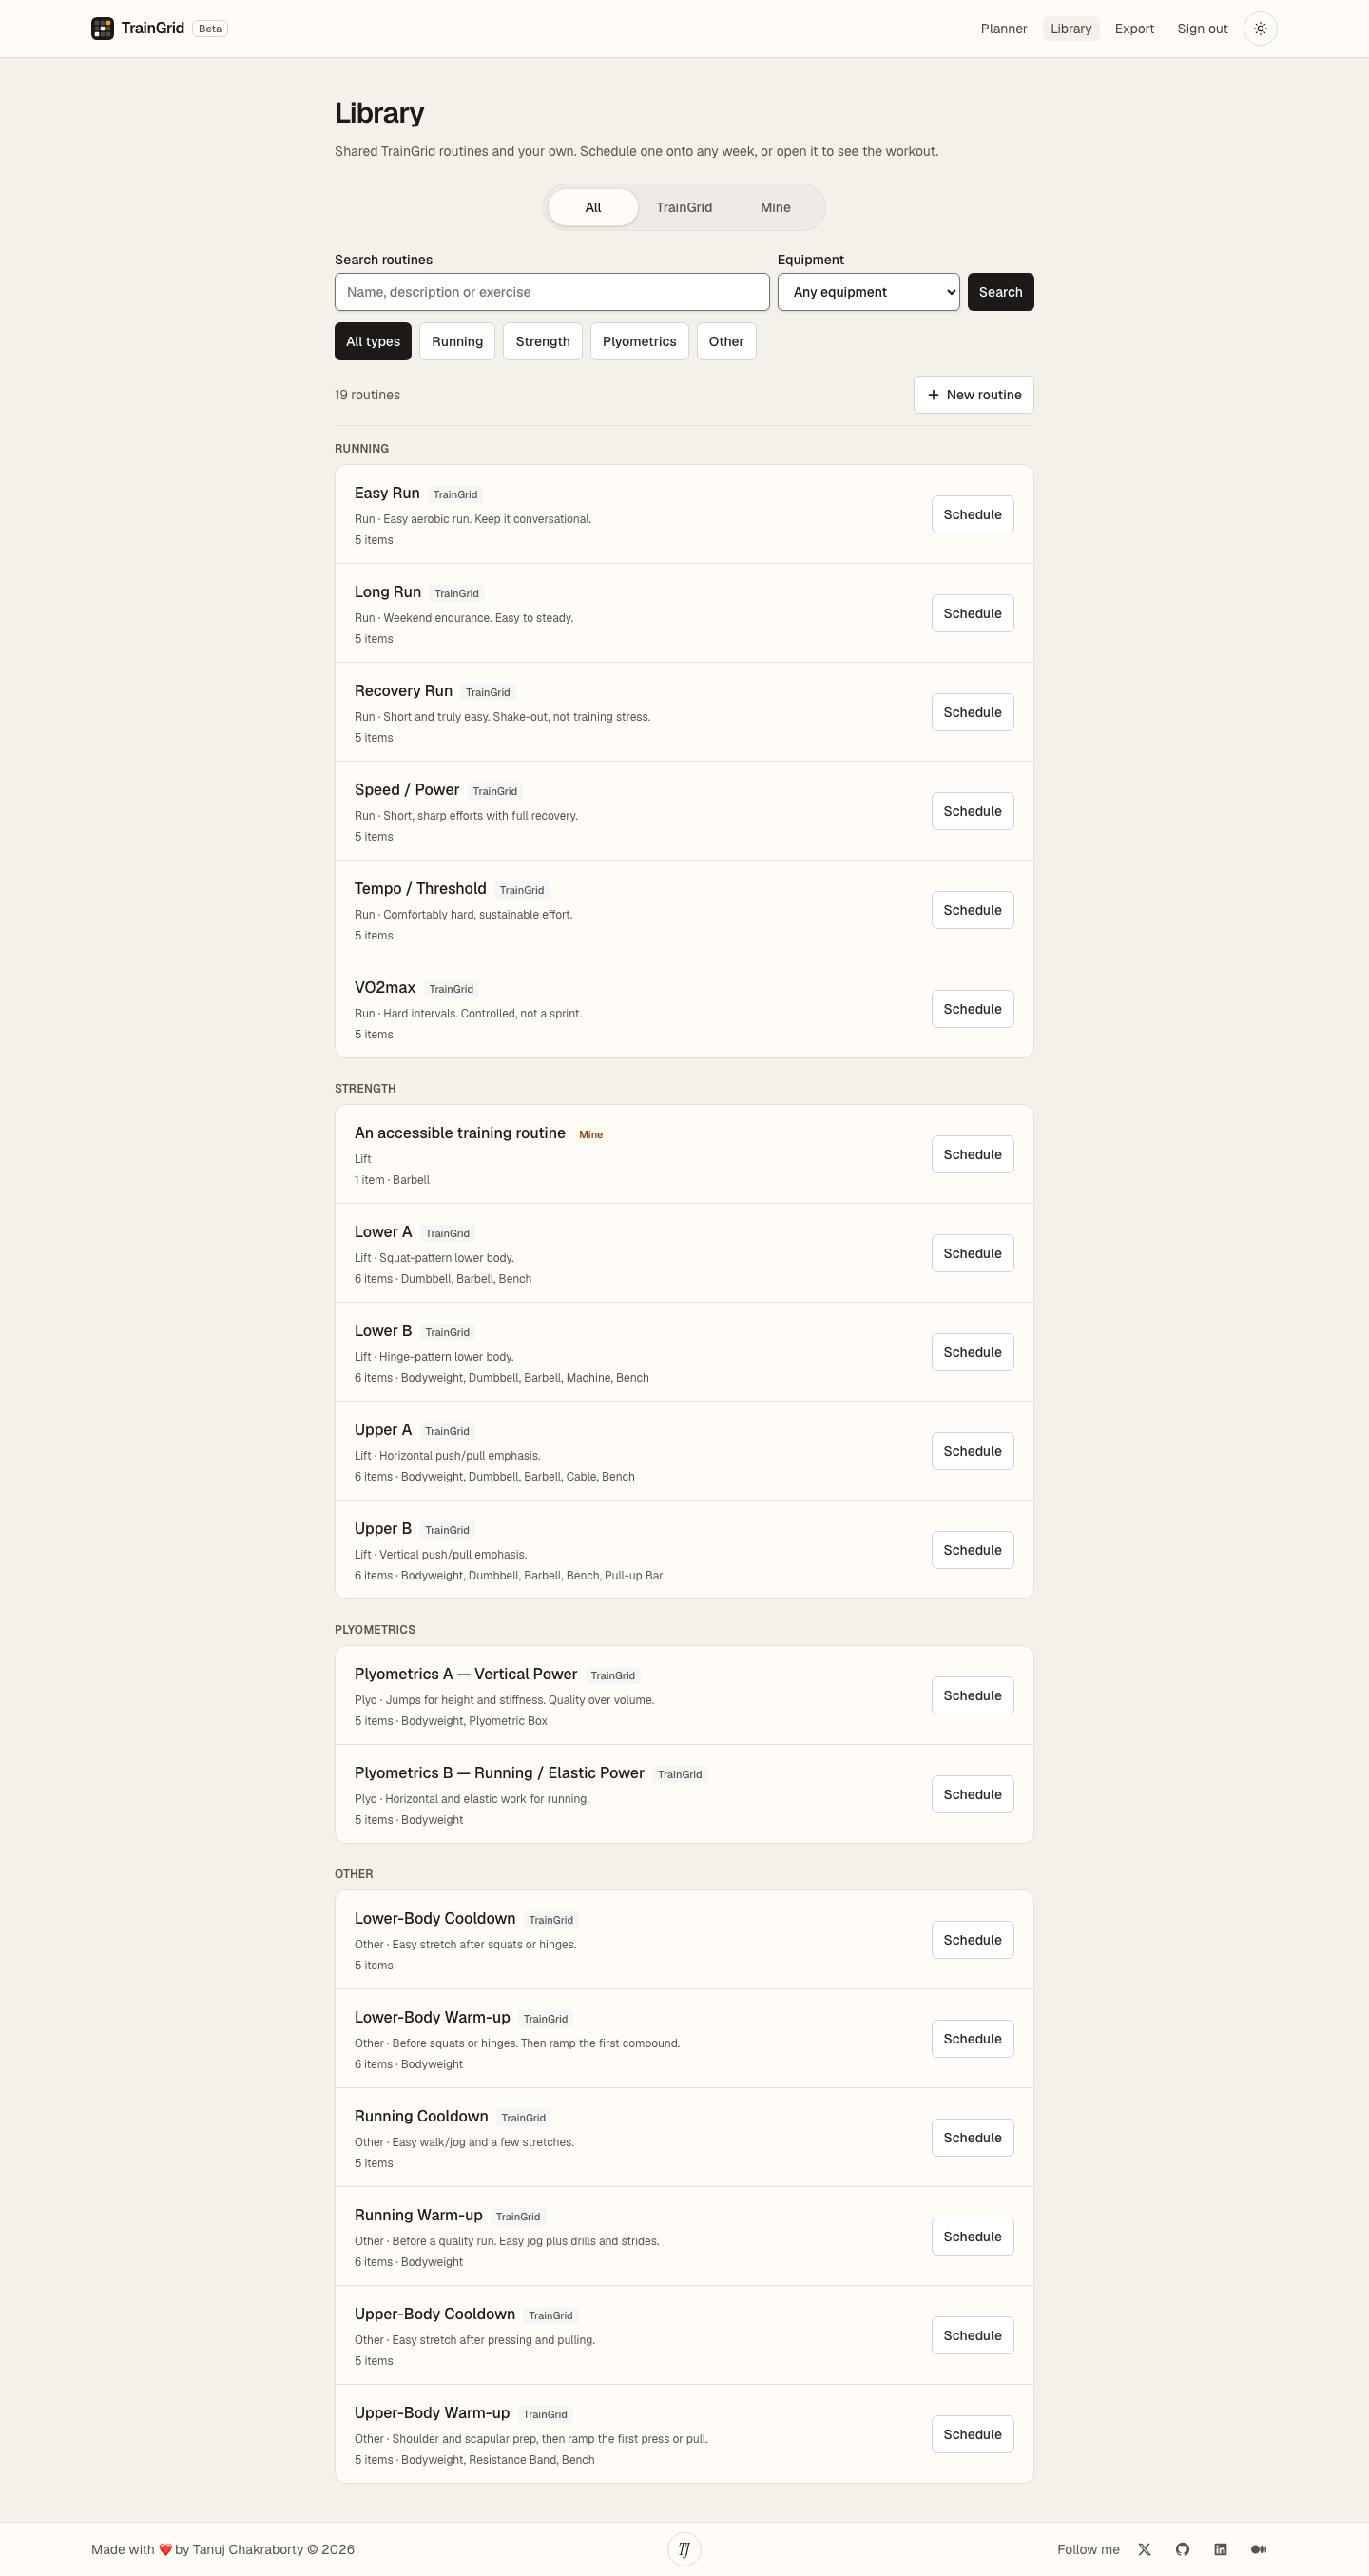 TrainGrid Beta Planner Library Export Sign out
Library
Shared TrainGrid routines and your own. Schedule one onto any week, or open it to see the workout.
All TrainGrid Mine
Search routines Equipment
Name, description or exercise Any equipment Search
All types Running Strength Plyometrics Other
19 routines + New routine
RUNNING
Easy Run TrainGrid
Run · Easy aerobic run. Keep it conversational.
5 items
Schedule
Long Run TrainGrid
Run · Weekend endurance. Easy to steady.
5 items
Schedule
Recovery Run TrainGrid
Run · Short and truly easy. Shake-out, not training stress.
5 items
Schedule
Speed / Power TrainGrid
Run · Short, sharp efforts with full recovery.
5 items
Schedule
Tempo / Threshold TrainGrid
Run · Comfortably hard, sustainable effort.
5 items
Schedule
VO2max TrainGrid
Run · Hard intervals. Controlled, not a sprint.
5 items
Schedule
STRENGTH
An accessible training routine Mine
Lift
1 item · Barbell
Schedule
Lower A TrainGrid
Lift · Squat-pattern lower body.
6 items · Dumbbell, Barbell, Bench
Schedule
Lower B TrainGrid
Lift · Hinge-pattern lower body.
6 items · Bodyweight, Dumbbell, Barbell, Machine, Bench
Schedule
Upper A TrainGrid
Lift · Horizontal push/pull emphasis.
6 items · Bodyweight, Dumbbell, Barbell, Cable, Bench
Schedule
Upper B TrainGrid
Lift · Vertical push/pull emphasis.
6 items · Bodyweight, Dumbbell, Barbell, Bench, Pull-up Bar
Schedule
PLYOMETRICS
Plyometrics A — Vertical Power TrainGrid
Plyo · Jumps for height and stiffness. Quality over volume.
5 items · Bodyweight, Plyometric Box
Schedule
Plyometrics B — Running / Elastic Power TrainGrid
Plyo · Horizontal and elastic work for running.
5 items · Bodyweight
Schedule
OTHER
Lower-Body Cooldown TrainGrid
Other · Easy stretch after squats or hinges.
5 items
Schedule
Lower-Body Warm-up TrainGrid
Other · Before squats or hinges. Then ramp the first compound.
6 items · Bodyweight
Schedule
Running Cooldown TrainGrid
Other · Easy walk/jog and a few stretches.
5 items
Schedule
Running Warm-up TrainGrid
Other · Before a quality run. Easy jog plus drills and strides.
6 items · Bodyweight
Schedule
Upper-Body Cooldown TrainGrid
Other · Easy stretch after pressing and pulling.
5 items
Schedule
Upper-Body Warm-up TrainGrid
Other · Shoulder and scapular prep, then ramp the first press or pull.
5 items · Bodyweight, Resistance Band, Bench
Schedule
Made with ❤️ by Tanuj Chakraborty © 2026 TJ Follow me